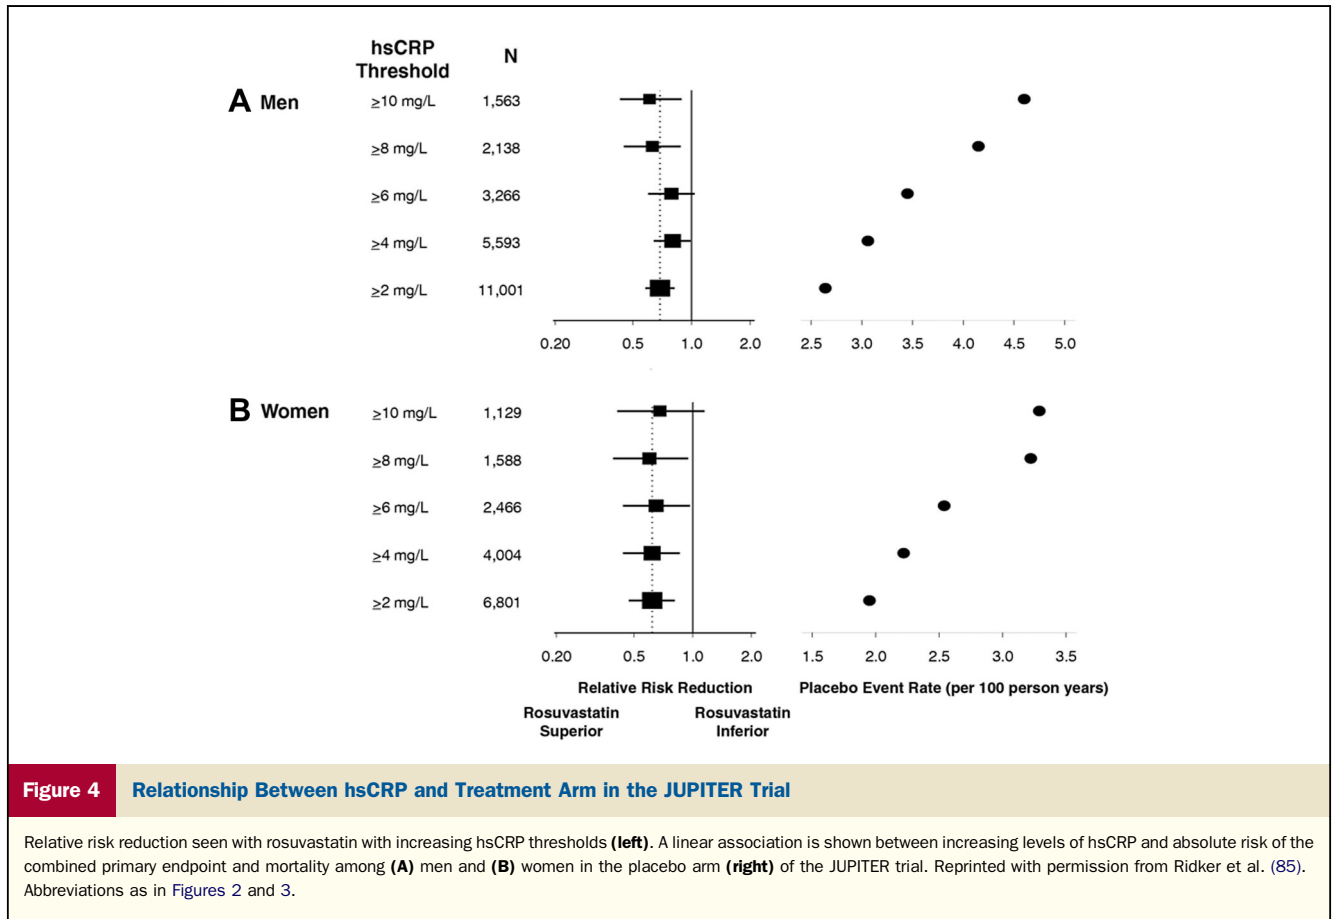 hsCRP
Threshold
N
A Men
≥10 mg/L 1,563
≥8 mg/L 2,138
≥6 mg/L 3,266
≥4 mg/L 5,593
≥2 mg/L 11,001
0.20 0.5 1.0 2.0 2.5 3.0 3.5 4.0 4.5 5.0
B Women
≥10 mg/L 1,129
≥8 mg/L 1,588
≥6 mg/L 2,466
≥4 mg/L 4,004
≥2 mg/L 6,801
0.20 0.5 1.0 2.0 1.5 2.0 2.5 3.0 3.5
Relative Risk Reduction Placebo Event Rate (per 100 person years)
Rosuvastatin
Superior
Rosuvastatin
Inferior
Figure 4 Relationship Between hsCRP and Treatment Arm in the JUPITER Trial
Relative risk reduction seen with rosuvastatin with increasing hsCRP thresholds (left). A linear association is shown between increasing levels of hsCRP and absolute risk of the
combined primary endpoint and mortality among (A) men and (B) women in the placebo arm (right) of the JUPITER trial. Reprinted with permission from Ridker et al. (85).
Abbreviations as in Figures 2 and 3.